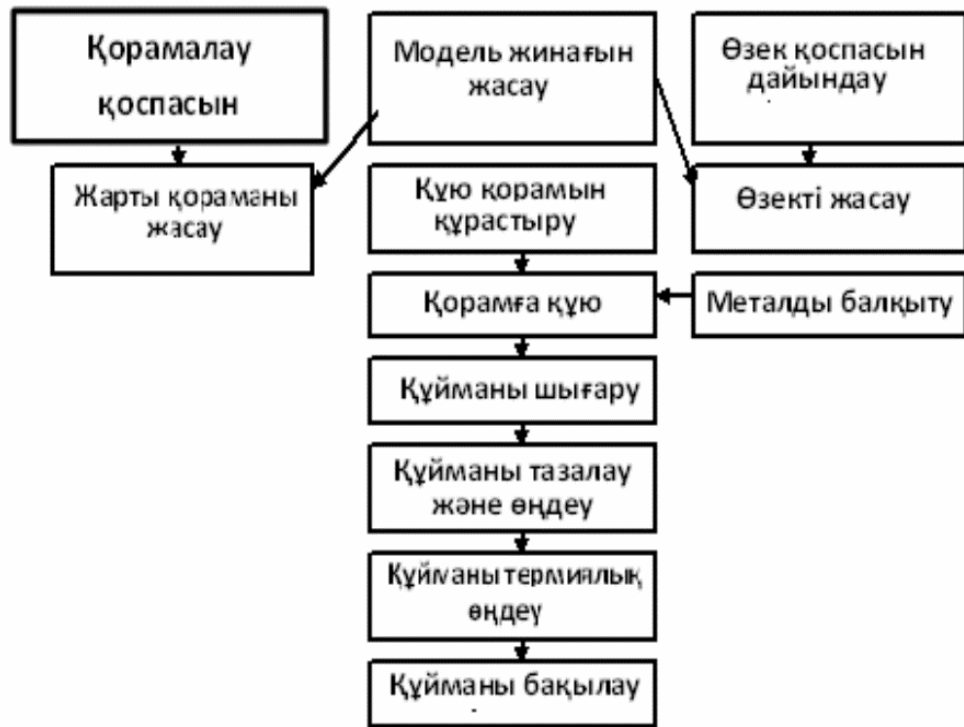 Қорамалау
қоспасын
Модель жинағын
жасау
Өзек қоспасын
дайындау
Жарты қораманы
жасау
Құю қорамын
құрастыру
Өзекті жасау
Қорамға құю
Металды балқыту
Құйманы шығару
Құйманы тазалау
және өңдеу
Құйманы термиялық
өңдеу
Құйманы бақылау